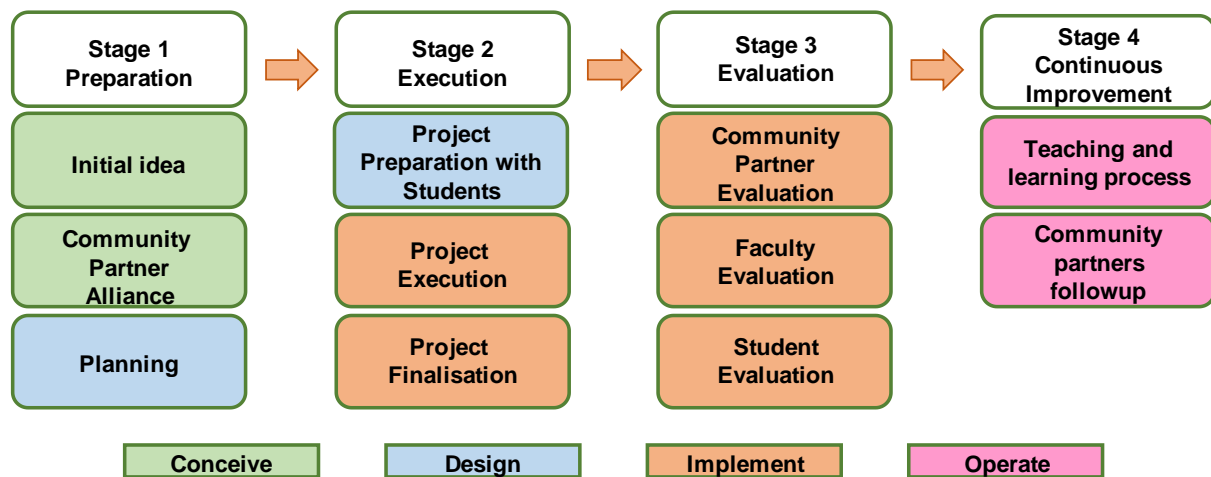 Stage 1
Preparation
Stage 2
Execution
Stage 3
Evaluation
Stage 4
Continuous
Improvement
Initial idea
Project
Preparation with
Students
Community
Partner
Evaluation
Teaching and
learning process
Community
Partner
Alliance
Project
Execution
Faculty
Evaluation
Community
partners
followup
Planning
Project
Finalisation
Student
Evaluation
Conceive
Design
Implement
Operate